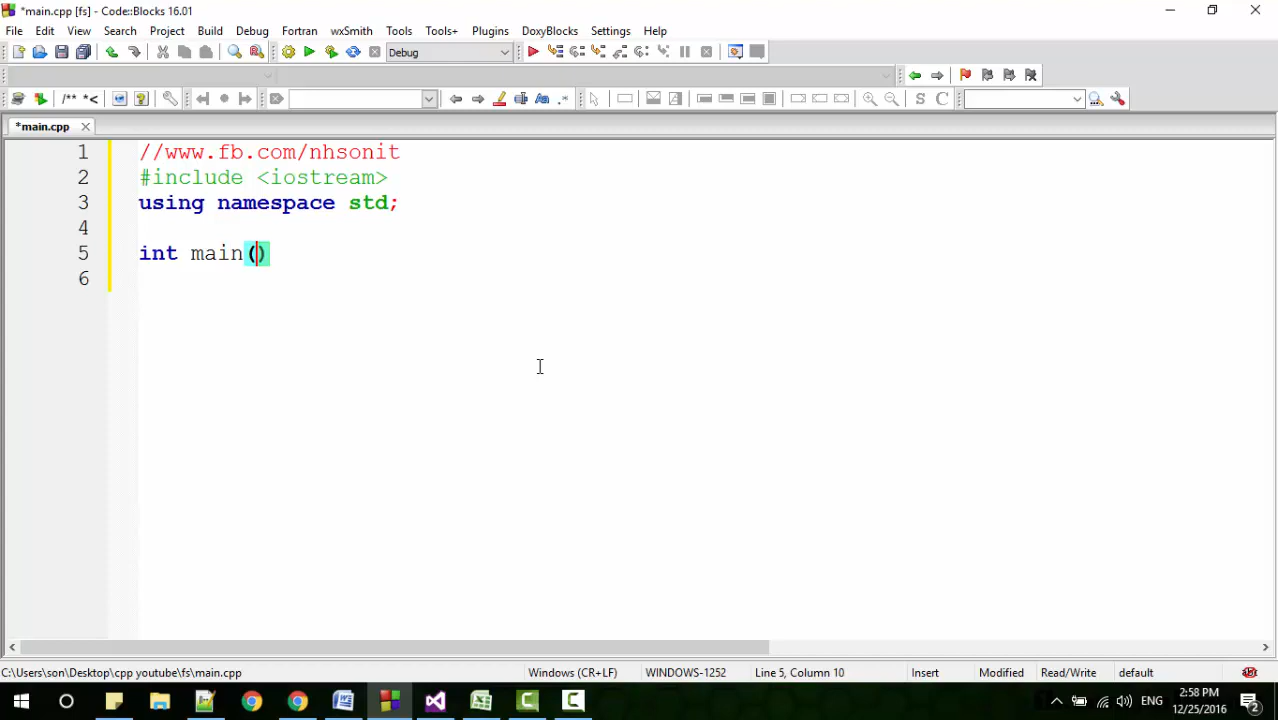 *main.cpp [fs] - Code::Blocks 16.01
File Edit View Search Project Build Debug Fortran wxSmith Tools Tools+ Plugins DoxyBlocks Settings Help
Debug
/** *<
Aa .* S C
*main.cpp
1 //www.fb.com/nhsonit
2 #include <iostream>
3 using namespace std;
4
5 int main()
6
C:\Users\son\Desktop\cpp youtube\fs\main.cpp Windows (CR+LF) WINDOWS-1252 Line 5, Column 10 Insert Modified Read/Write default
ENG 2:58 PM
12/25/2016 2